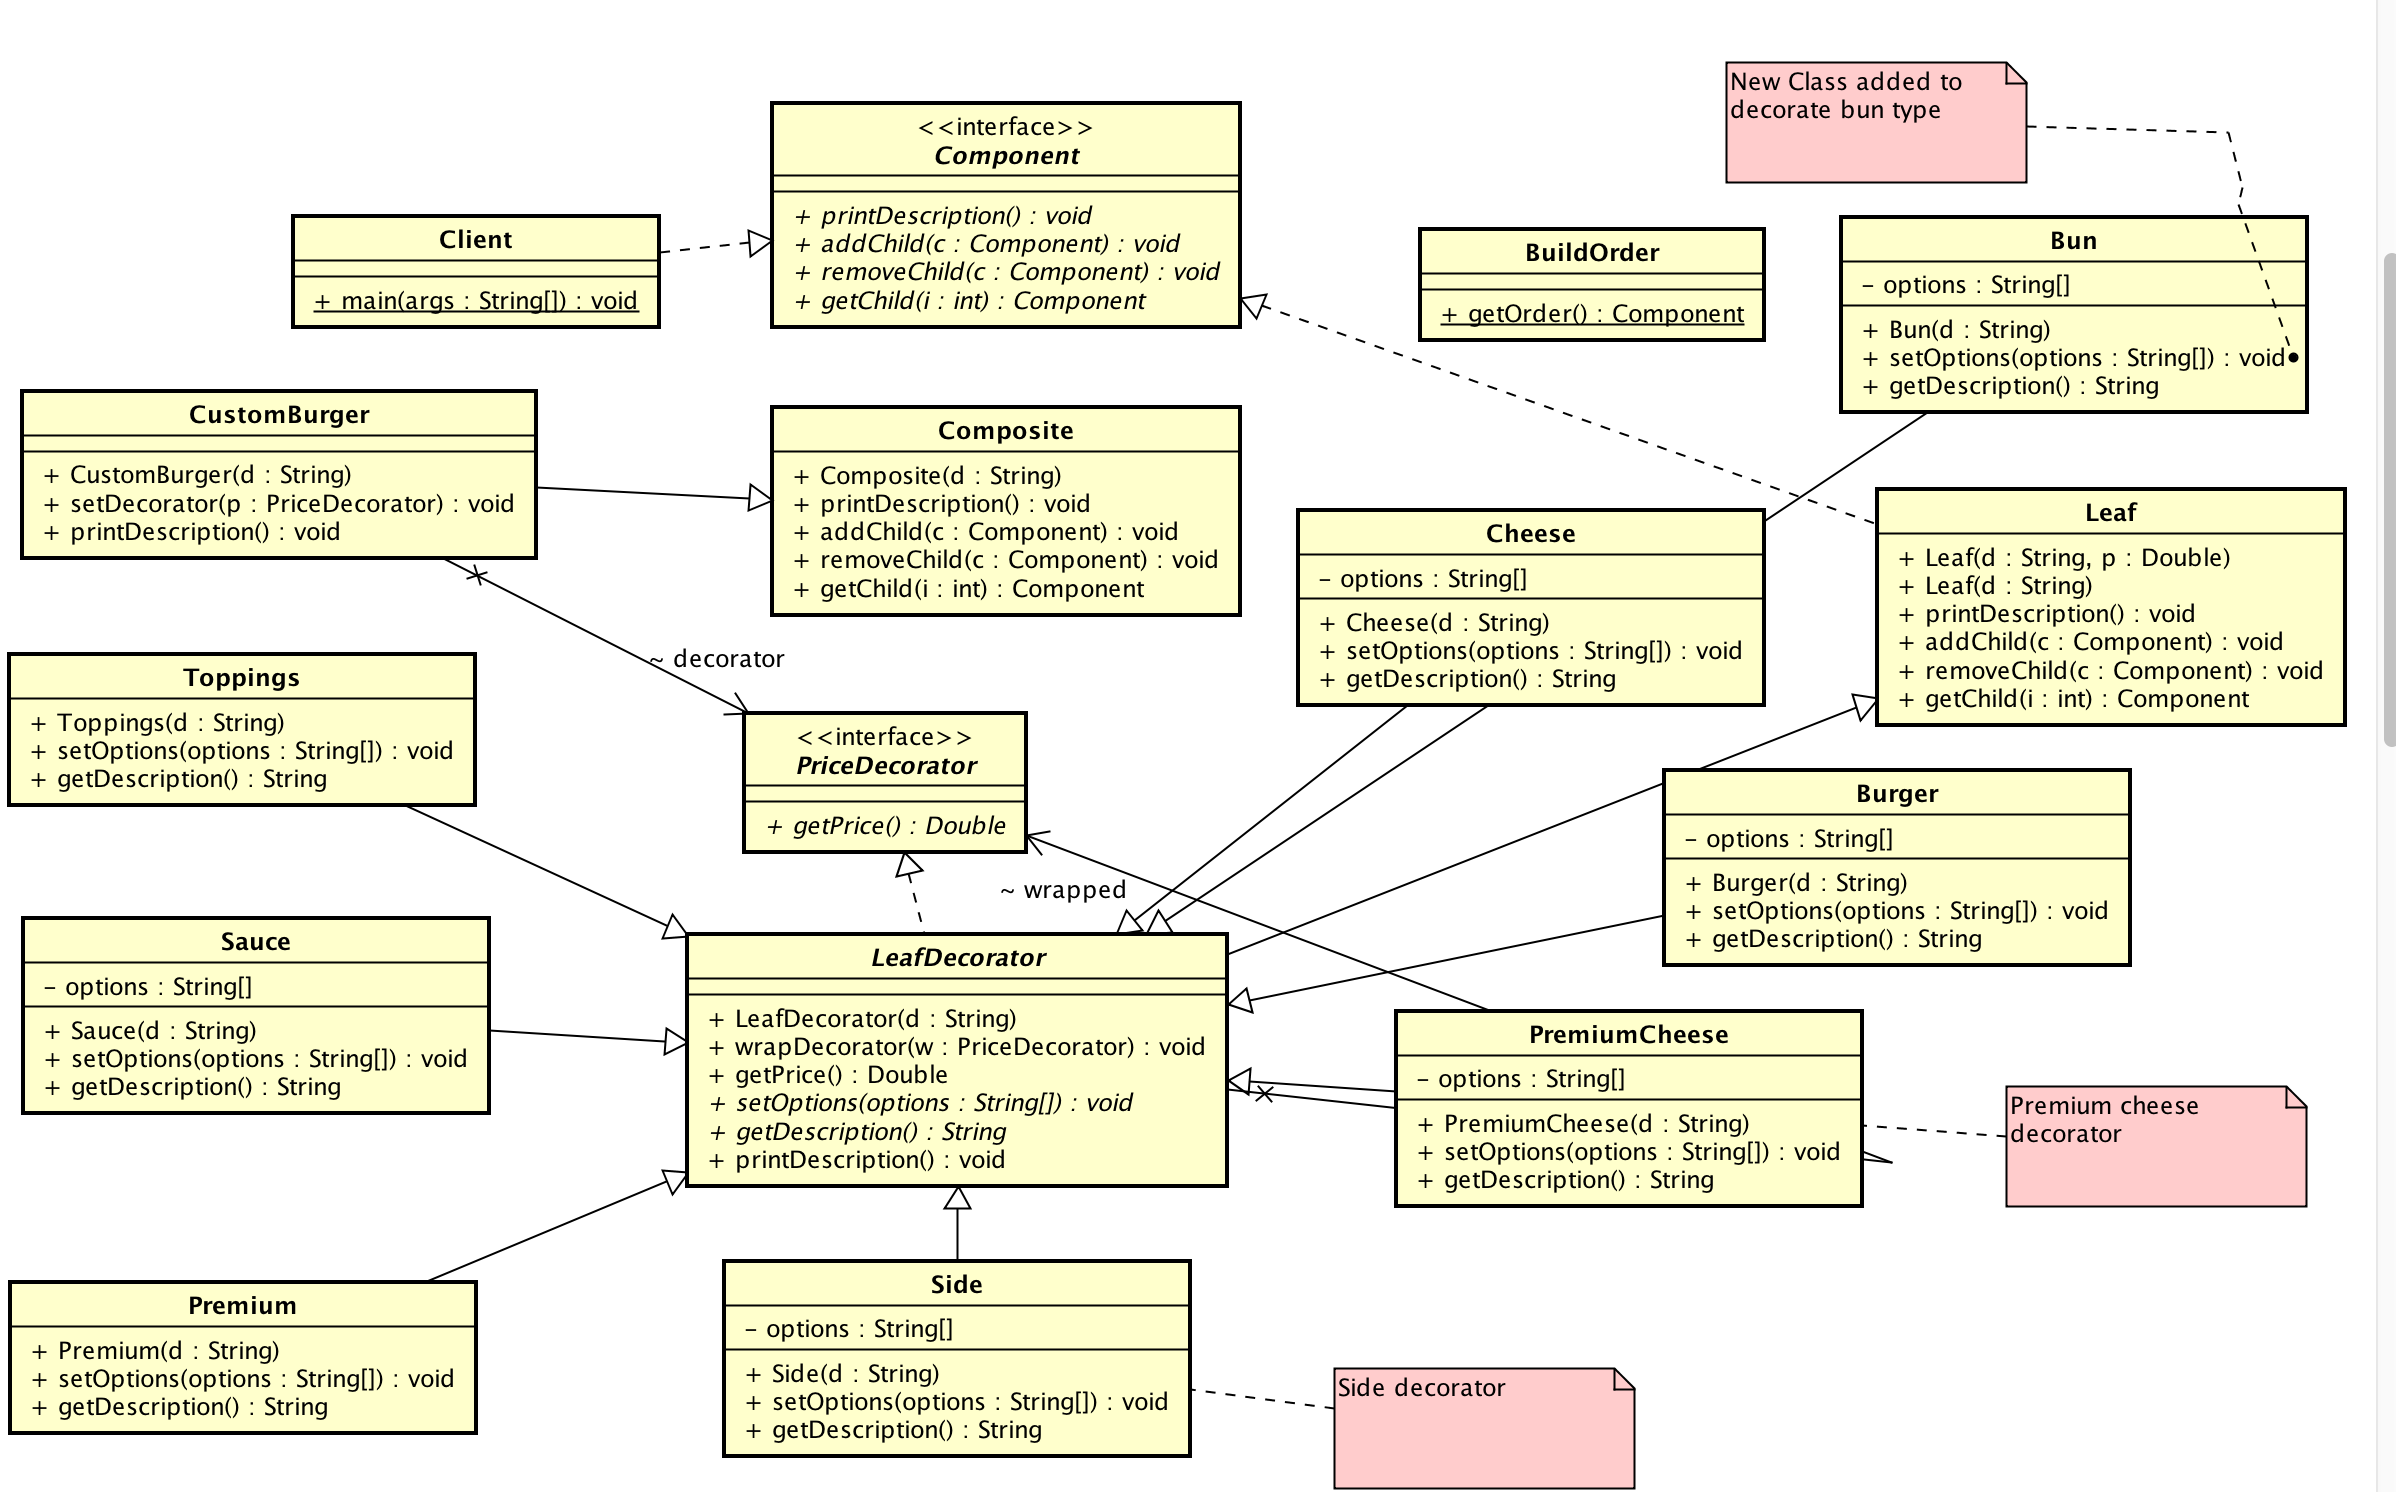 New Class added to
decorate bun type
<<interface>>
Component
+ printDescription() : void
+ addChild(c : Component) : void
+ removeChild(c : Component) : void
+ getChild(i : int) : Component
Client
+ main(args : String[]) : void
BuildOrder
+ getOrder() : Component
Bun
– options : String[]
+ Bun(d : String)
+ setOptions(options : String[]) : void
+ getDescription() : String
CustomBurger
+ CustomBurger(d : String)
+ setDecorator(p : PriceDecorator) : void
+ printDescription() : void
Composite
+ Composite(d : String)
+ printDescription() : void
+ addChild(c : Component) : void
+ removeChild(c : Component) : void
+ getChild(i : int) : Component
Cheese
– options : String[]
+ Cheese(d : String)
+ setOptions(options : String[]) : void
+ getDescription() : String
Leaf
+ Leaf(d : String, p : Double)
+ Leaf(d : String)
+ printDescription() : void
+ addChild(c : Component) : void
+ removeChild(c : Component) : void
+ getChild(i : int) : Component
~ decorator
Toppings
+ Toppings(d : String)
+ setOptions(options : String[]) : void
+ getDescription() : String
<<interface>>
PriceDecorator
+ getPrice() : Double
Burger
– options : String[]
+ Burger(d : String)
+ setOptions(options : String[]) : void
+ getDescription() : String
~ wrapped
Sauce
– options : String[]
+ Sauce(d : String)
+ setOptions(options : String[]) : void
+ getDescription() : String
LeafDecorator
+ LeafDecorator(d : String)
+ wrapDecorator(w : PriceDecorator) : void
+ getPrice() : Double
+ setOptions(options : String[]) : void
+ getDescription() : String
+ printDescription() : void
PremiumCheese
– options : String[]
+ PremiumCheese(d : String)
+ setOptions(options : String[]) : void
+ getDescription() : String
Premium cheese
decorator
Premium
+ Premium(d : String)
+ setOptions(options : String[]) : void
+ getDescription() : String
Side
– options : String[]
+ Side(d : String)
+ setOptions(options : String[]) : void
+ getDescription() : String
Side decorator